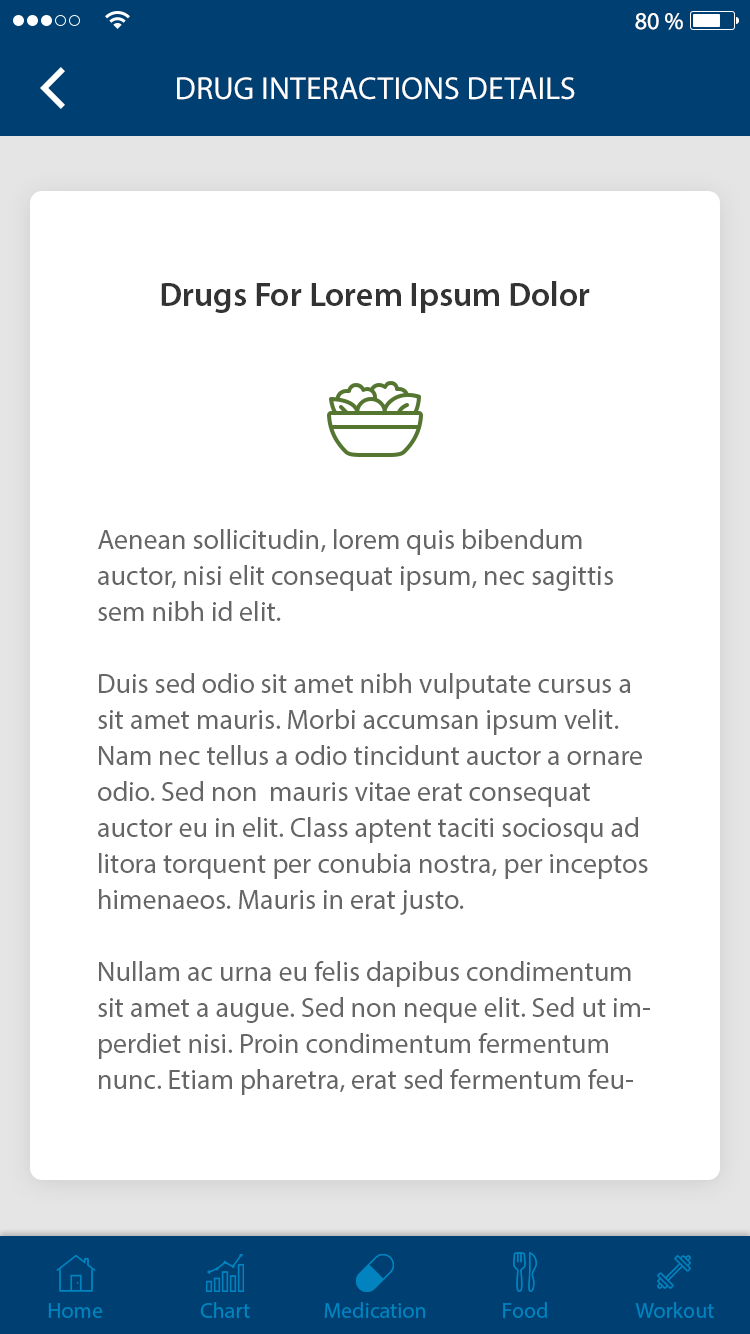 80 %
DRUG INTERACTIONS DETAILS
Drugs For Lorem Ipsum Dolor
Aenean sollicitudin, lorem quis bibendum
auctor, nisi elit consequat ipsum, nec sagittis
sem nibh id elit.
Duis sed odio sit amet nibh vulputate cursus a
sit amet mauris. Morbi accumsan ipsum velit.
Nam nec tellus a odio tincidunt auctor a ornare
odio. Sed non  mauris vitae erat consequat
auctor eu in elit. Class aptent taciti sociosqu ad
litora torquent per conubia nostra, per inceptos
himenaeos. Mauris in erat justo.
Nullam ac urna eu felis dapibus condimentum
sit amet a augue. Sed non neque elit. Sed ut im-
perdiet nisi. Proin condimentum fermentum
nunc. Etiam pharetra, erat sed fermentum feu-
Home Chart Medication Food Workout